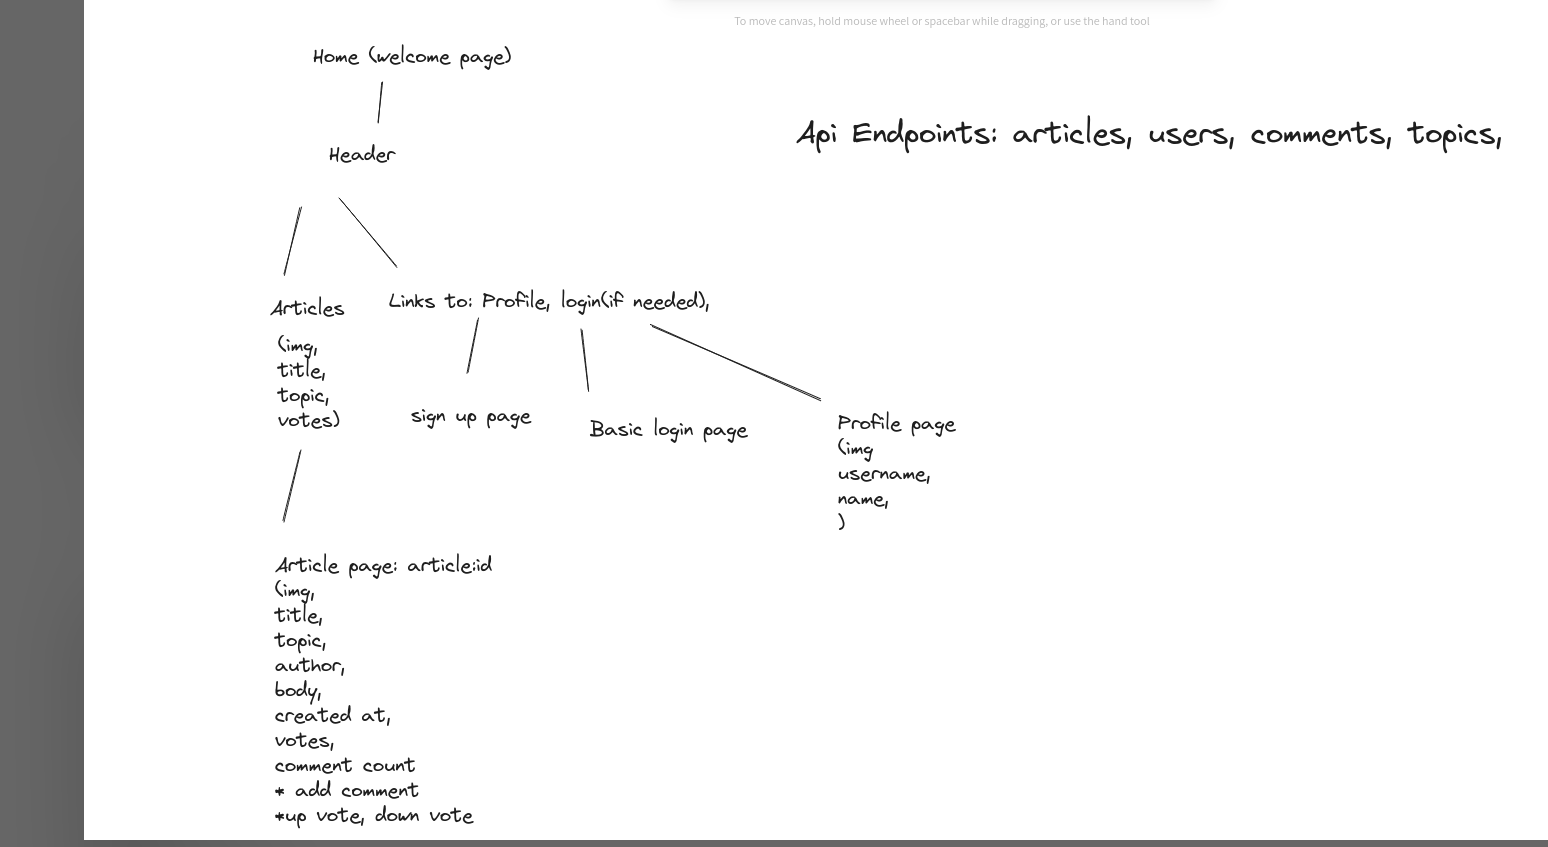 To move canvas, hold mouse wheel or spacebar while dragging, or use the hand tool
Home (welcome page)
Api Endpoints: articles, users, comments, topics,
Header
Articles
(img,
title,
topic,
votes)
Links to: Profile, login(if needed),
sign up page
Basic login page
Profile page
(img
username,
name,
)
Article page: article:id
(img,
title,
topic,
author,
body,
created at,
votes,
comment count
* add comment
*up vote, down vote